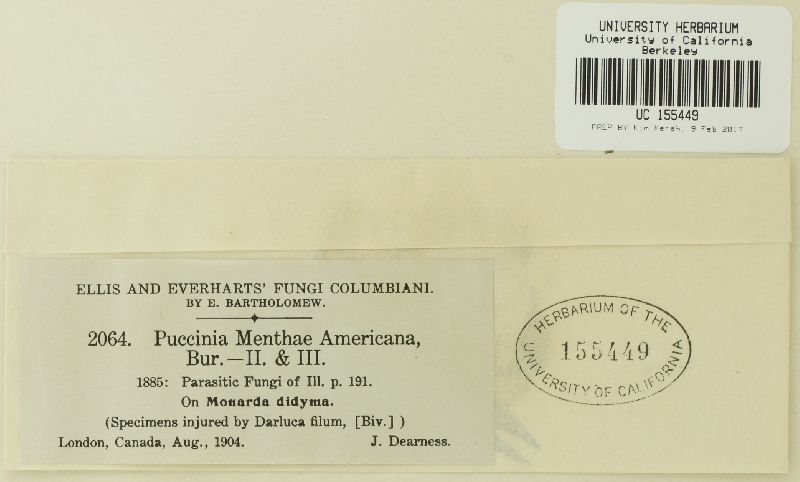 UNIVERSITY HERBARIUM
University of California
Berkeley
UC 155449
PREP BY Kim Kersh, 9 Feb 2017
ELLIS AND EVERHARTS' FUNGI COLUMBIANI.
BY E. BARTHOLOMEW.
2064. Puccinia Menthae Americana,
Bur.—II. & III.
1885: Parasitic Fungi of Ill. p. 191.
On Monarda didyma.
(Specimens injured by Darluca filum, [Biv.] )
London, Canada, Aug., 1904. J. Dearness.
HERBARIUM OF THE
155449
UNIVERSITY OF CALIFORNIA